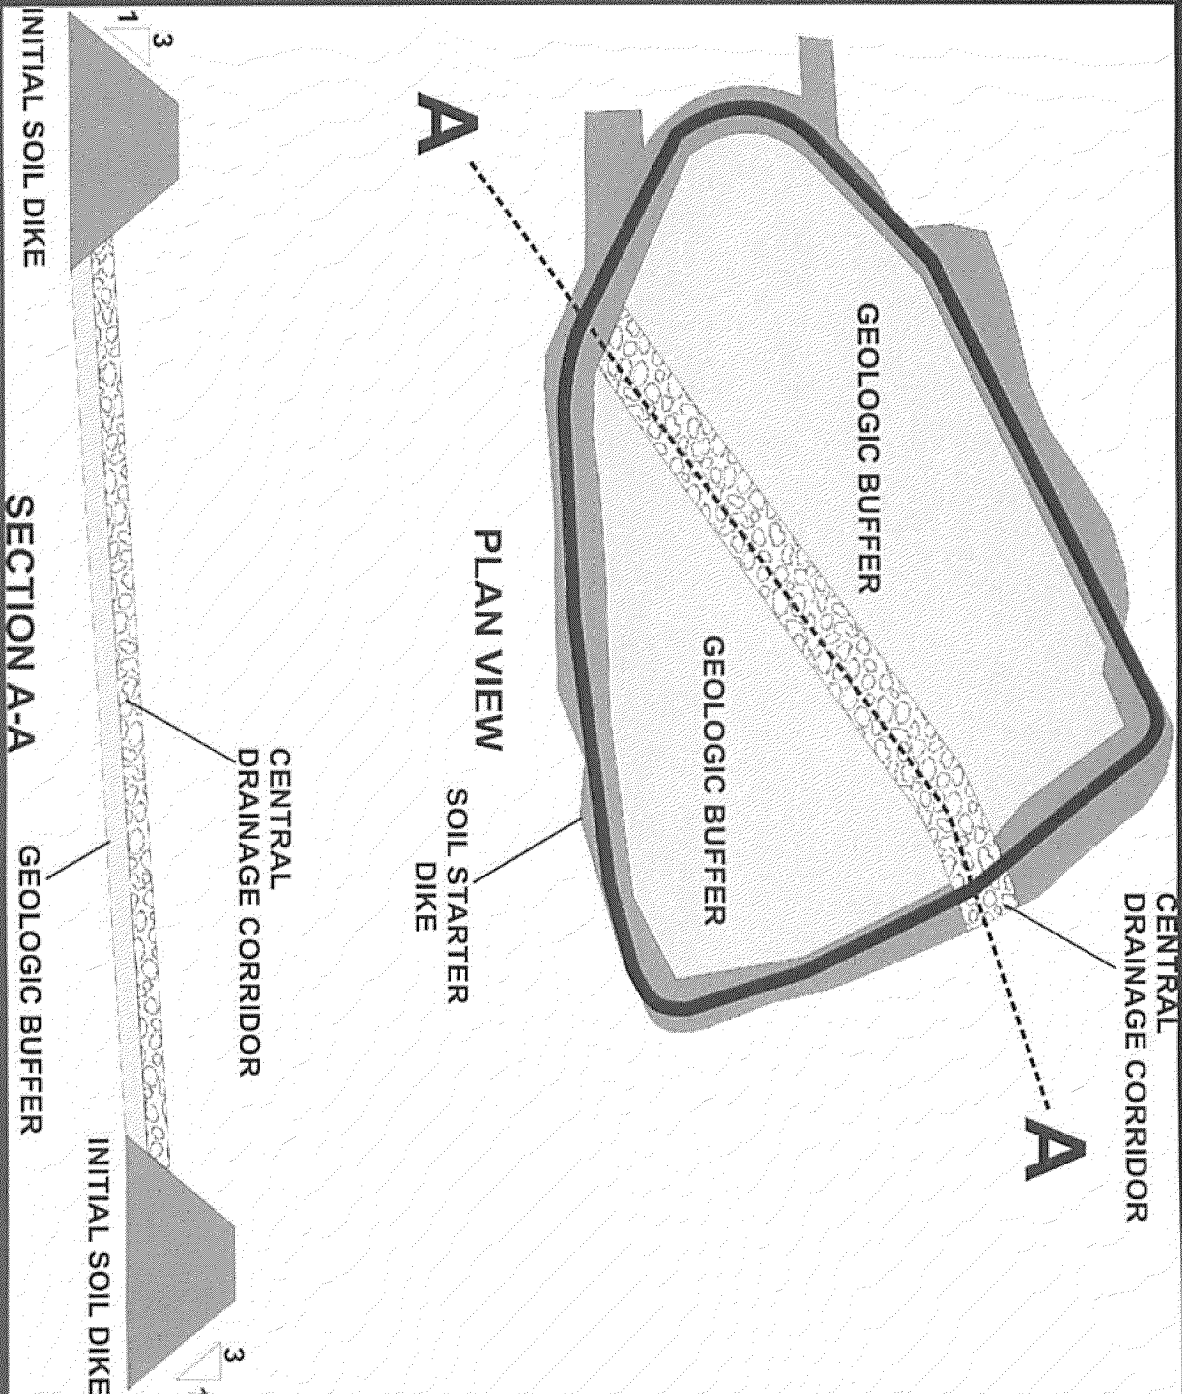 CENTRAL
DRAINAGE CORRIDOR
A
GEOLOGIC BUFFER
GEOLOGIC BUFFER
A
PLAN VIEW
SOIL STARTER
DIKE
CENTRAL
DRAINAGE CORRIDOR
3
1
3
INITIAL SOIL DIKE
INITIAL SOIL DIKE
GEOLOGIC BUFFER
SECTION A-A